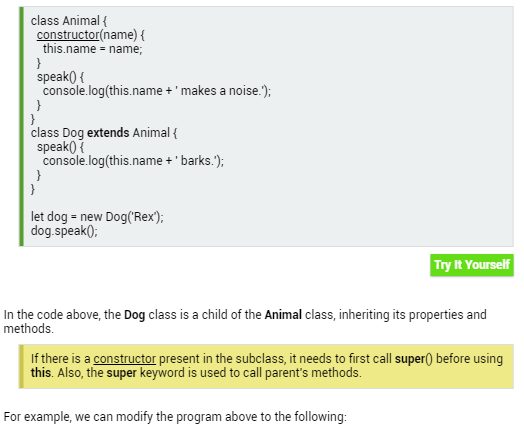 class Animal {
constructor(name) {
this.name = name;
}
speak() {
console.log(this.name + ' makes a noise.');
}
}
class Dog extends Animal {
speak() {
console.log(this.name + ' barks.');
}
}
let dog = new Dog('Rex');
dog.speak();
Try It Yourself
In the code above, the Dog class is a child of the Animal class, inheriting its properties and
methods.
If there is a constructor present in the subclass, it needs to first call super() before using
this. Also, the super keyword is used to call parent's methods.
For example, we can modify the program above to the following: